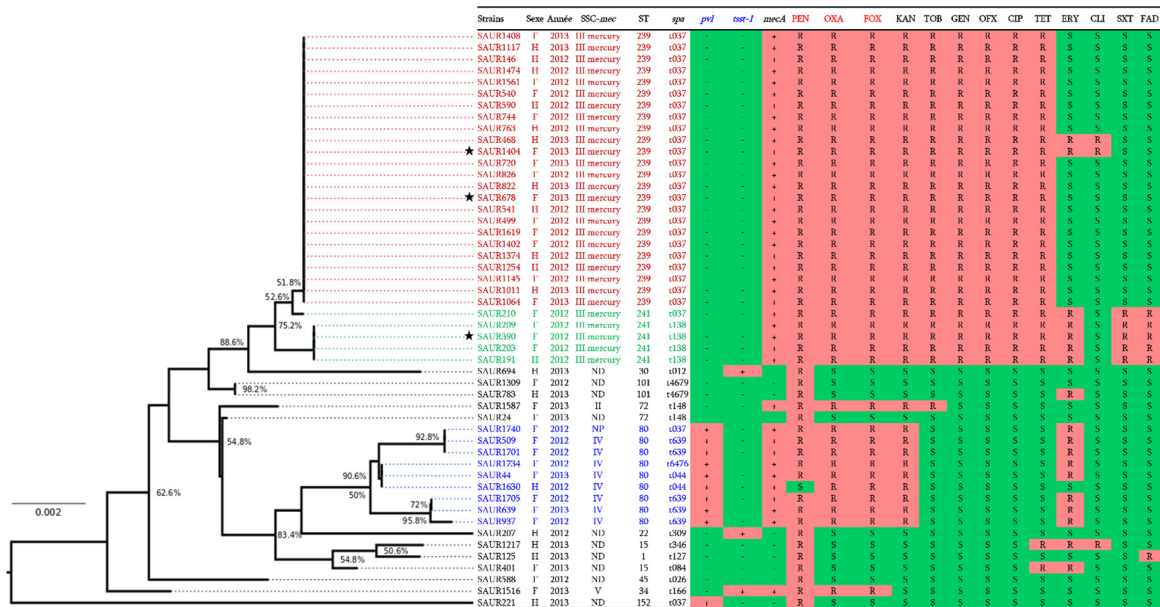 Strains Sexe Année SSC-mec ST spa pvl tsst-1 mecA PEN OXA FOX KAN TOB GEN OFX CIP TET ERY CLI SXT FAD
SAUR1408 F 2013 III mercury 239 t037 - - + R R R R R R R R R S S S S
SAUR1117 H 2013 III mercury 239 t037 - - + R R R R R R R R R S S S S
SAUR146 H 2013 III mercury 239 t037 - - + R R R R R R R R R S S S S
SAUR1474 H 2013 III mercury 239 t037 - - + R R R R R R R R R S S S S
SAUR1561 F 2013 III mercury 239 t037 - - + R R R R R R R R R S S S S
SAUR540 F 2012 III mercury 239 t037 - - + R R R R R R R R R S S S S
SAUR590 H 2012 III mercury 239 t037 - - + R R R R R R R R R S S S S
SAUR744 F 2012 III mercury 239 t037 - - + R R R R R R R R R S S S S
SAUR763 H 2012 III mercury 239 t037 - - + R R R R R R R R R S S S S
SAUR468 H 2013 III mercury 239 t037 - - + R R R R R R R R R R R S S
★ SAUR1404 F 2013 III mercury 239 t037 - - + R R R R R R R R R R R S S
SAUR720 F 2012 III mercury 239 t037 - - + R R R R R R R R R S S S S
SAUR826 F 2012 III mercury 239 t037 - - + R R R R R R R R R S S S S
SAUR822 H 2013 III mercury 239 t037 - - + R R R R R R R R R S S S S
★ SAUR678 F 2013 III mercury 239 t037 - - + R R R R R R R R R S S S S
SAUR541 H 2012 III mercury 239 t037 - - + R R R R R R R R R S S S S
SAUR499 F 2012 III mercury 239 t037 - - + R R R R R R R R R S S S S
SAUR1619 F 2012 III mercury 239 t037 - - + R R R R R R R R R S S S S
SAUR1402 F 2012 III mercury 239 t037 - - + R R R R R R R R R S S S S
SAUR1374 H 2012 III mercury 239 t037 - - + R R R R R R R R R S S S S
SAUR1254 H 2012 III mercury 239 t037 - - + R R R R R R R R R S S S S
SAUR1145 F 2012 III mercury 239 t037 - - + R R R R R R R R R S S S S
51.8% SAUR1011 H 2013 III mercury 239 t037 - - + R R R R R R R R R S S S S
52.6% SAUR1064 F 2013 III mercury 239 t037 - - + R R R R R R R R R S S S S
SAUR210 F 2012 III mercury 241 t037 - - + R R R R R R R R R R S R R
75.2% SAUR209 F 2012 III mercury 241 t138 - - + R R R R R R R R R R S R R
★ SAUR390 F 2012 III mercury 241 t138 - - + R R R R R R R R R R S R R
88.6% SAUR203 F 2012 III mercury 241 t138 - - + R R R R R R R R R R S R R
SAUR191 H 2012 III mercury 241 t138 - - + R R R R R R R R R R S R R
SAUR694 H 2013 ND 30 t012 - + - R S S S S S S S S S S S S
98.2% SAUR1309 F 2012 ND 101 t4679 - - - R S S S S S S S S S S S S
SAUR783 H 2013 ND 101 t4679 - - - R S S S S S S S S R S S S
SAUR1587 F 2013 II 72 t148 - - + R R R R R S S S S S S S S
SAUR24 F 2013 ND 72 t148 - - - R S S S S S S S S S S S S
SAUR1740 F 2012 NP 80 t037 + - + R R R R S S S S S R S S S
54.8% 92.8% SAUR509 F 2012 IV 80 t639 + - + R R R R S S S S S R S S S
SAUR1701 F 2012 IV 80 t639 + - + R R R R S S S S S R S S S
SAUR1734 F 2012 IV 80 t6476 + - + R R R R S S S S S R S S S
90.6% SAUR44 F 2012 IV 80 t044 + - + R R R R S S S S S R S S S
62.6% 50% SAUR1630 H 2012 IV 80 t044 + - + S R R R S S S S S S S S S
0.002 72% SAUR1705 F 2012 IV 80 t639 + - + R R R R S S S S S R S S S
SAUR639 F 2012 IV 80 t639 + - + R R R R S S S S S R S S S
95.8% SAUR937 F 2012 IV 80 t639 + - + R R R R S S S S S R S S S
83.4% SAUR207 H 2012 ND 22 t309 - + - R S S S S S S S S S S S S
50.6% SAUR1217 H 2013 ND 15 t346 - - - R S S S S S S S R R R S S
54.8% SAUR125 H 2013 ND 1 t127 - - - R S S S S S S S S S S S R
SAUR401 F 2013 ND 15 t084 - - - R S S S S S S S R R S S S
SAUR588 F 2012 ND 45 t026 - - - R S S S S S S S S S S S S
SAUR1516 F 2013 V 34 t166 - + + R R R S S S S S S S S S S
SAUR221 H 2013 ND 152 t037 + - - R S S S S S S S S S S S S